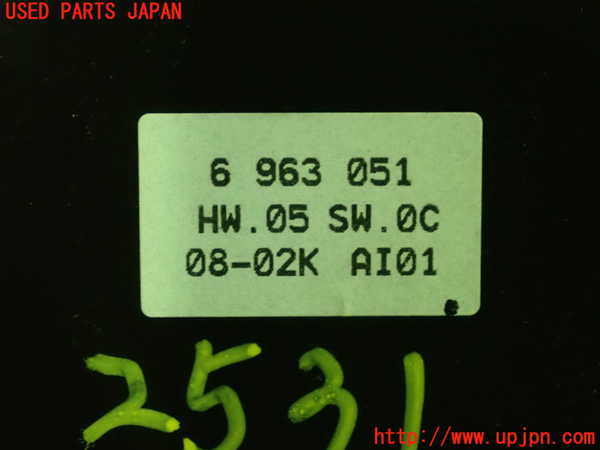 USED PARTS JAPAN
6 963 051
HW.05 SW.0C
08-02K AI01
2531
http://www.upjpn.com/